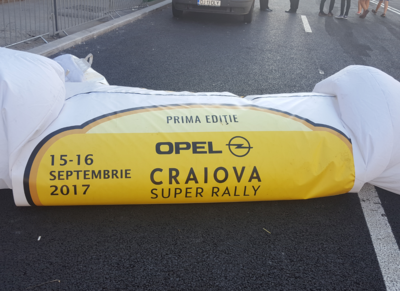 PRIMA EDIȚIE
OPEL
15-16
SEPTEMBRIE
2017
CRAIOVA
SUPER RALLY